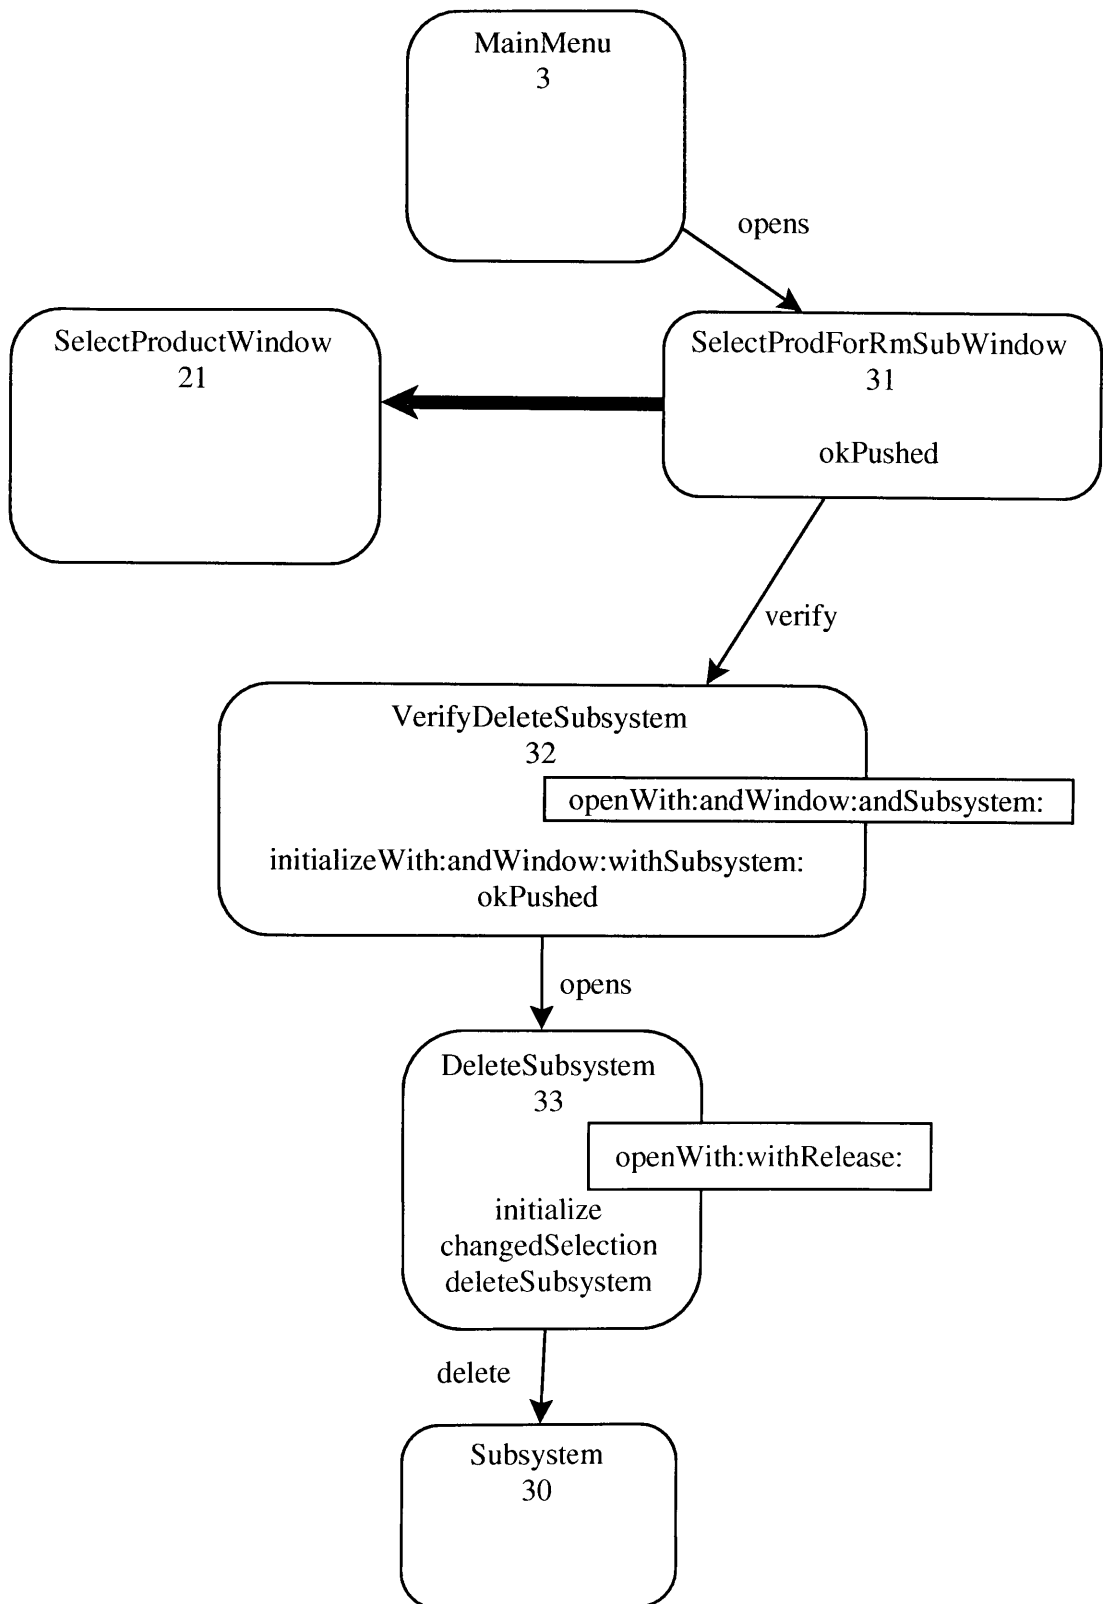 MainMenu
3
opens
SelectProductWindow
21
SelectProdForRmSubWindow
31
okPushed
verify
VerifyDeleteSubsystem
32
openWith:andWindow:andSubsystem:
initializeWith:andWindow:withSubsystem:
okPushed
opens
DeleteSubsystem
33
openWith:withRelease:
initialize
changedSelection
deleteSubsystem
delete
Subsystem
30